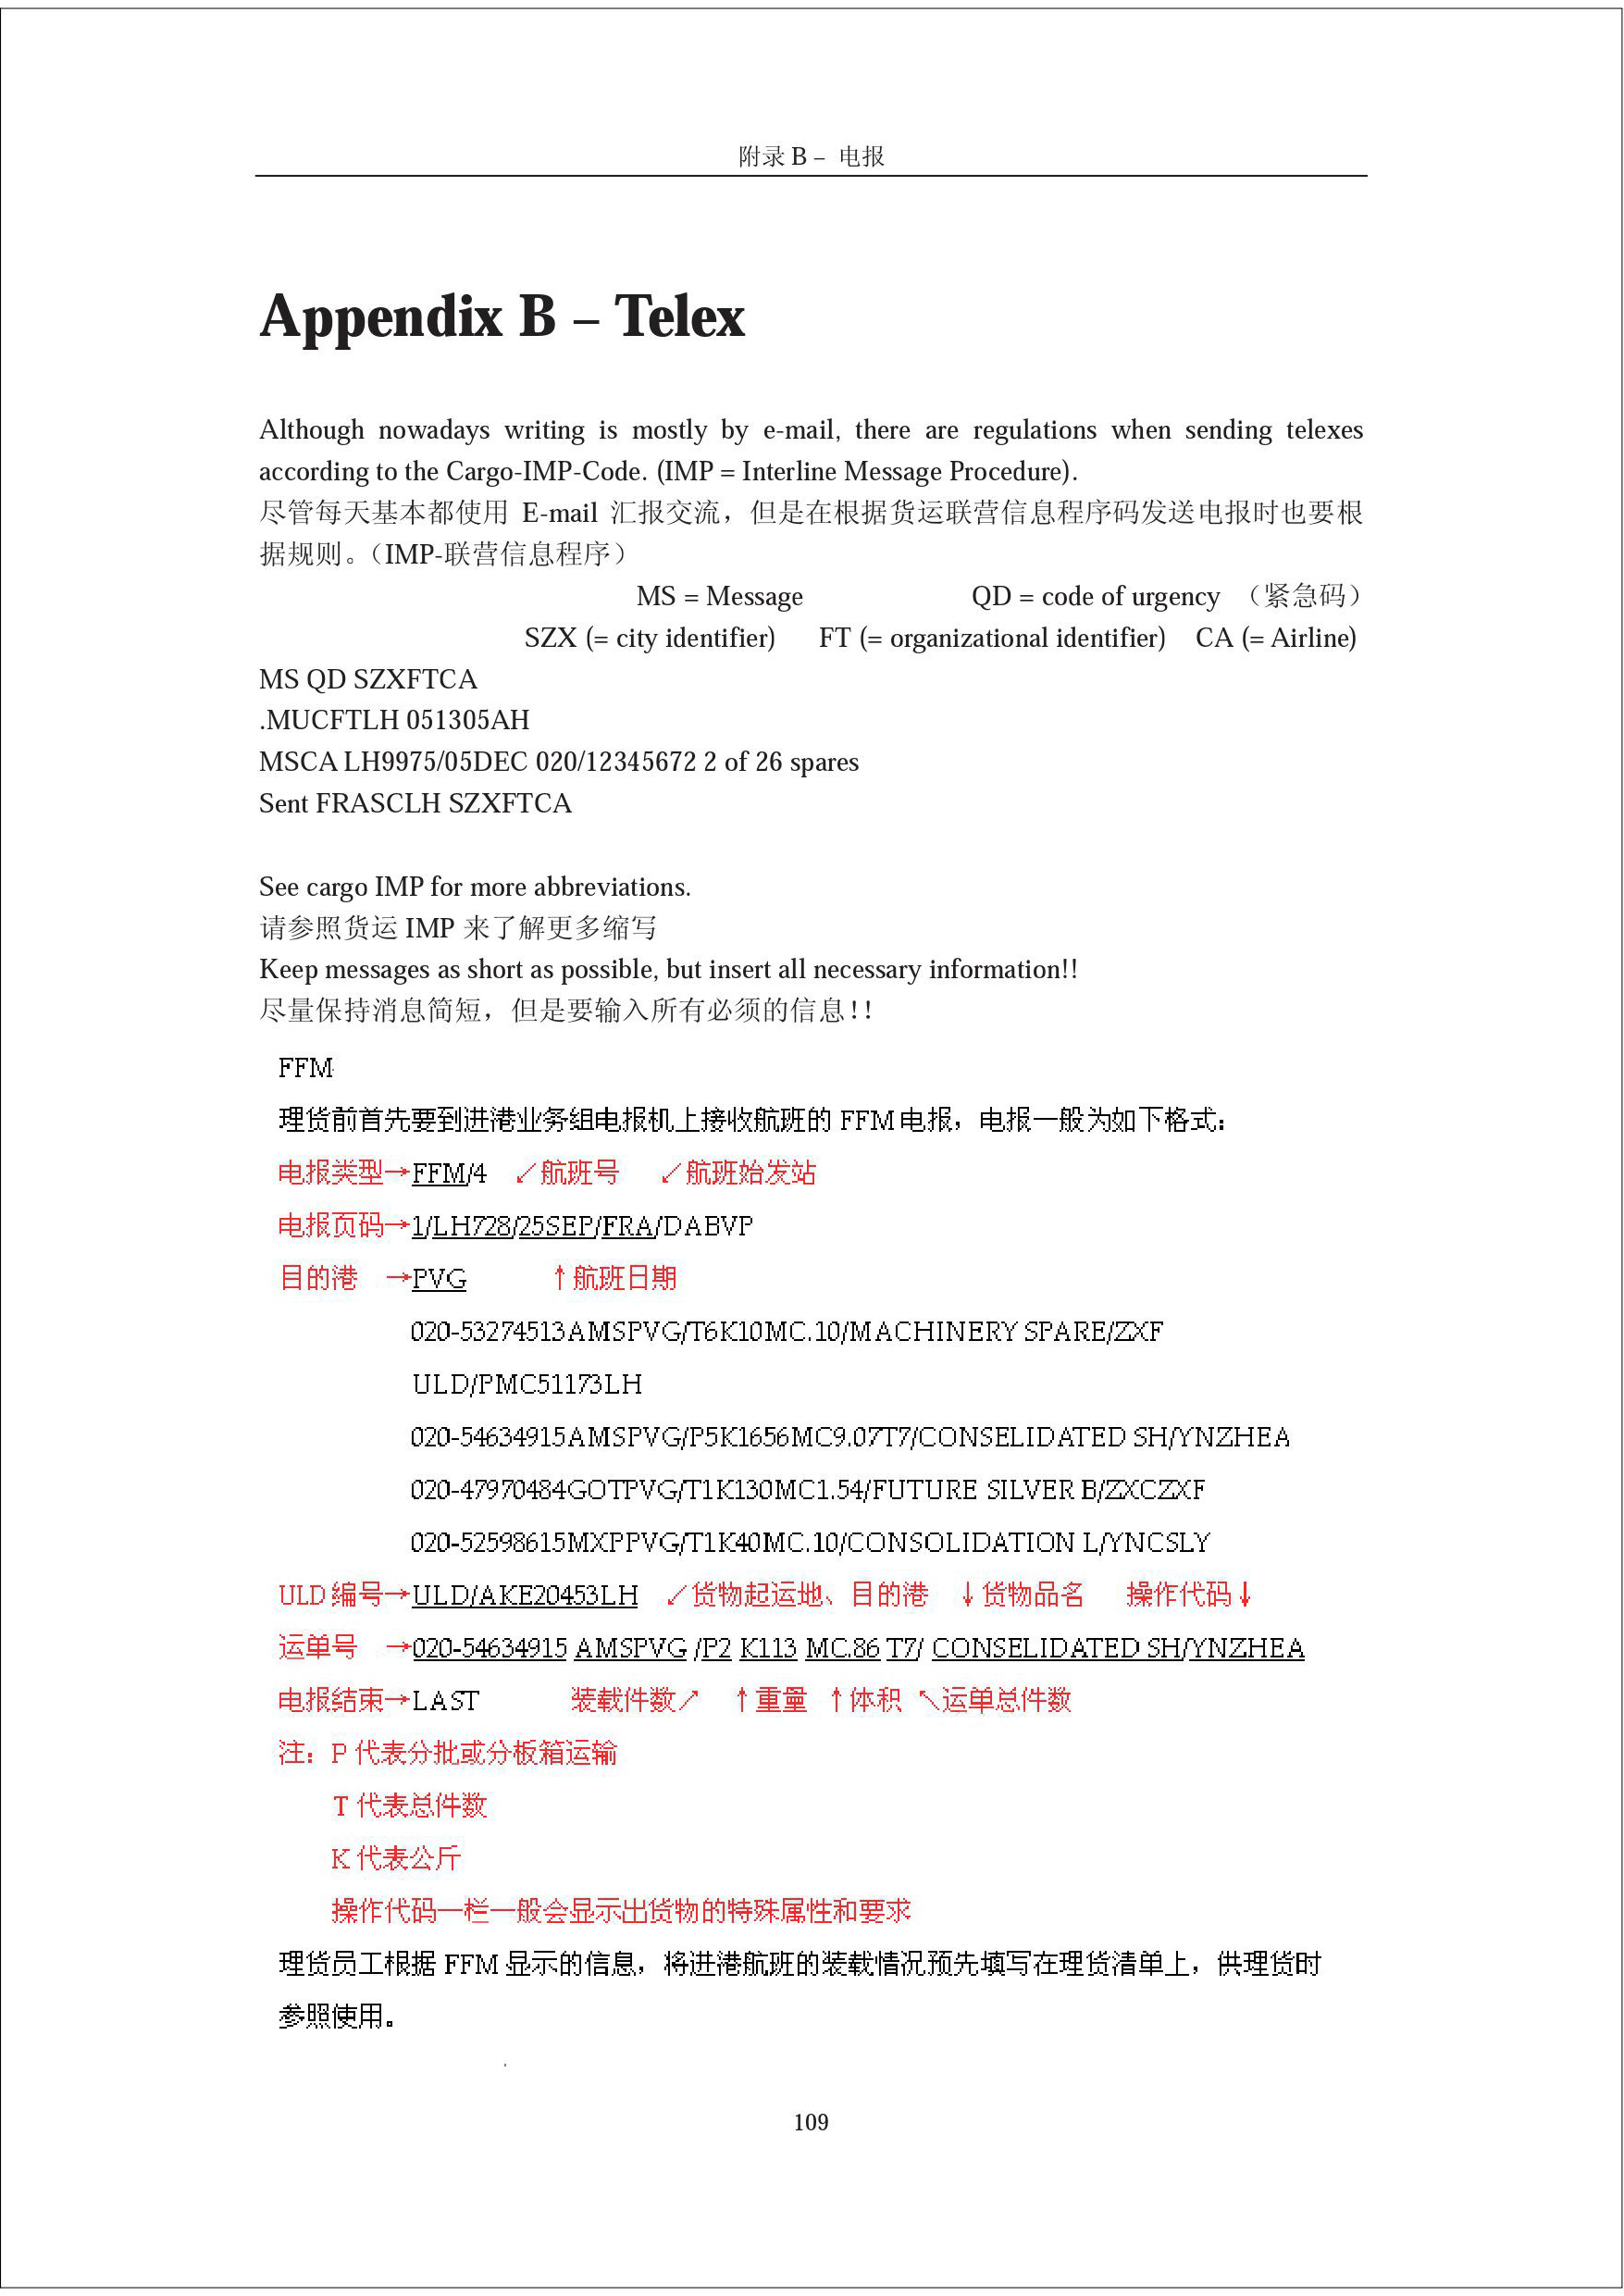 附录 B – 电报
Appendix B – Telex
Although nowadays writing is mostly by e-mail, there are regulations when sending telexes
according to the Cargo-IMP-Code. (IMP = Interline Message Procedure).
尽管每天基本都使用 E-mail 汇报交流，但是在根据货运联营信息程序码发送电报时也要根
据规则。（IMP-联营信息程序）
MS = Message QD = code of urgency （紧急码）
SZX (= city identifier) FT (= organizational identifier) CA (= Airline)
MS QD SZXFTCA
.MUCFTLH 051305AH
MSCA LH9975/05DEC 020/12345672 2 of 26 spares
Sent FRASCLH SZXFTCA
See cargo IMP for more abbreviations.
请参照货运 IMP 来了解更多缩写
Keep messages as short as possible, but insert all necessary information!!
尽量保持消息简短，但是要输入所有必须的信息！！
FFM
理货前首先要到进港业务组电报机上接收航班的 FFM 电报，电报一般为如下格式：
电报类型→FFM/4 ↙航班号 ↙航班始发站
电报页码→1/LH728/25SEP/FRA/DABVP
目的港 →PVG ↑航班日期
020-53274513AMSPVG/T6K10MC.10/MACHINERY SPARE/ZXF
ULD/PMC51173LH
020-54634915AMSPVG/P5K1656MC9.07T7/CONSELIDATED SH/YNZHEA
020-47970484GOTPVG/T1K130MC1.54/FUTURE SILVER B/ZXCZXF
020-52598615MXPPVG/T1K40MC.10/CONSOLIDATION L/YNCSLY
ULD 编号→ULD/AKE20453LH ↙货物起运地、目的港 ↓货物品名 操作代码↓
运单号 →020-54634915 AMSPVG /P2 K113 MC.86 T7/ CONSELIDATED SH/YNZHEA
电报结束→LAST 装载件数↗ ↑重量 ↑体积 ↖运单总件数
注：P 代表分批或分板箱运输
T 代表总件数
K 代表公斤
操作代码一栏一般会显示出货物的特殊属性和要求
理货员工根据 FFM 显示的信息，将进港航班的装载情况预先填写在理货清单上，供理货时
参照使用。
109